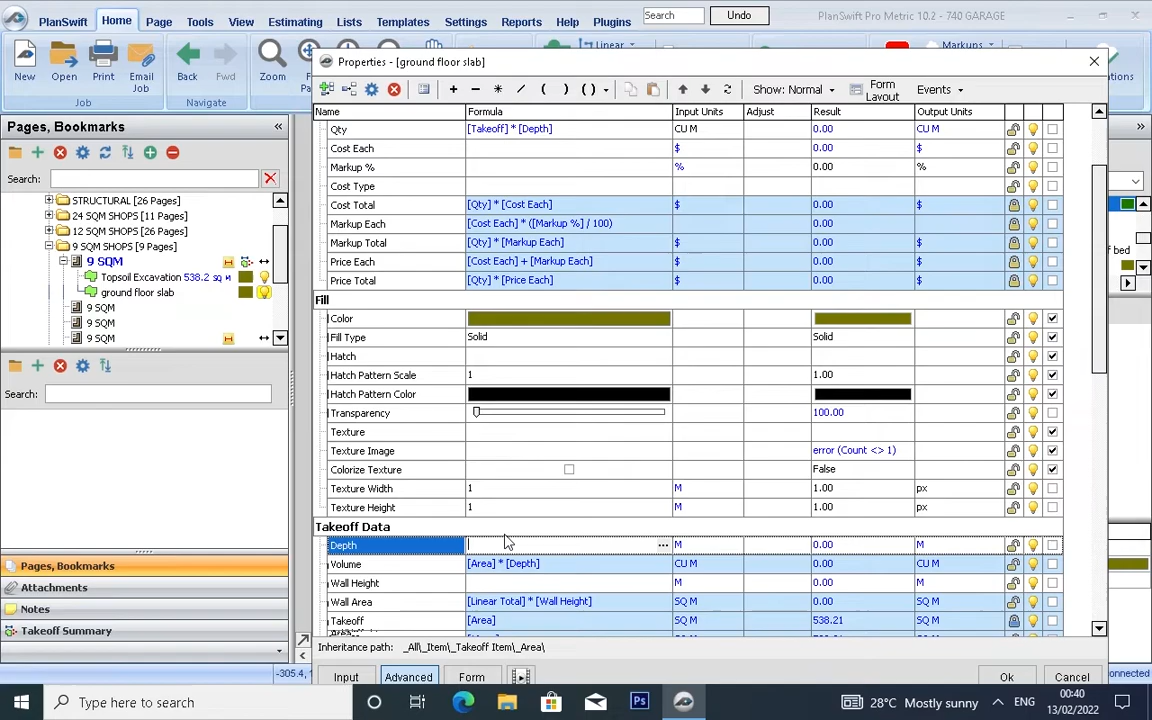 PlanSwift Home Page Tools View Estimating Lists Templates Settings Reports Help Plugins Search Undo PlanSwift Pro Metric 10.2 - 740 GARAGE
New Open Print Email Job Back Fwd Zoom Linear Markups
Job Navigate
Properties - [ground floor slab]
Show: Normal Form Layout Events
Pages, Bookmarks
Search:
STRUCTURAL [26 Pages]
24 SQM SHOPS [11 Pages]
12 SQM SHOPS [26 Pages]
9 SQM SHOPS [9 Pages]
9 SQM
Topsoil Excavation 538.2 SQ M
ground floor slab
9 SQM
9 SQM
9 SQM
Search:
Pages, Bookmarks
Attachments
Notes
Takeoff Summary
Name Formula Input Units Adjust Result Output Units
Qty [Takeoff] * [Depth] CU M 0.00 CU M
Cost Each $ 0.00 $
Markup % % 0.00 %
Cost Type
Cost Total [Qty] * [Cost Each] $ 0.00 $
Markup Each [Cost Each] * ([Markup %] / 100) 0.00
Markup Total [Qty] * [Markup Each] $ 0.00 $
Price Each [Cost Each] + [Markup Each] $ 0.00 $
Price Total [Qty] * [Price Each] $ 0.00 $
Fill
Color
Fill Type Solid Solid
Hatch
Hatch Pattern Scale 1 1.00
Hatch Pattern Color
Transparency 100.00
Texture
Texture Image error (Count <> 1)
Colorize Texture False
Texture Width 1 M 1.00 px
Texture Height 1 M 1.00 px
Takeoff Data
Depth M 0.00 M
Volume [Area] * [Depth] CU M 0.00 CU M
Wall Height M 0.00 M
Wall Area [Linear Total] * [Wall Height] SQ M 0.00 SQ M
Takeoff [Area] SQ M 538.21 SQ M
Inheritance path: _All\_Item\_Takeoff Item\_Area\
Input Advanced Form Ok Cancel
of bed
-305.4,
Type here to search 28°C Mostly sunny ENG 00:40
13/02/2022